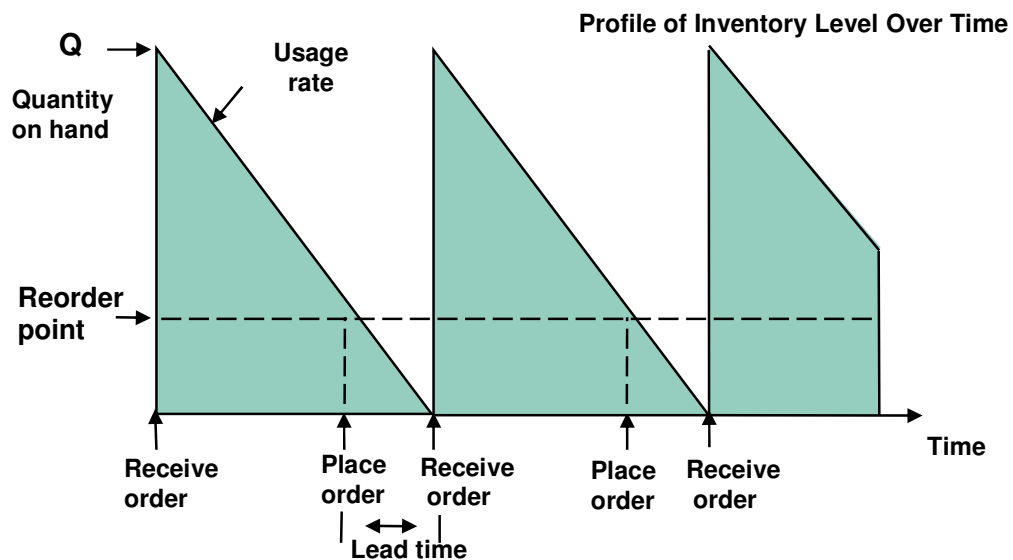 Profile of Inventory Level Over Time
Q
Usage
rate
Quantity
on hand
Reorder
point
Time
Receive
order
Place
order
Receive
order
Place
order
Receive
order
Lead time